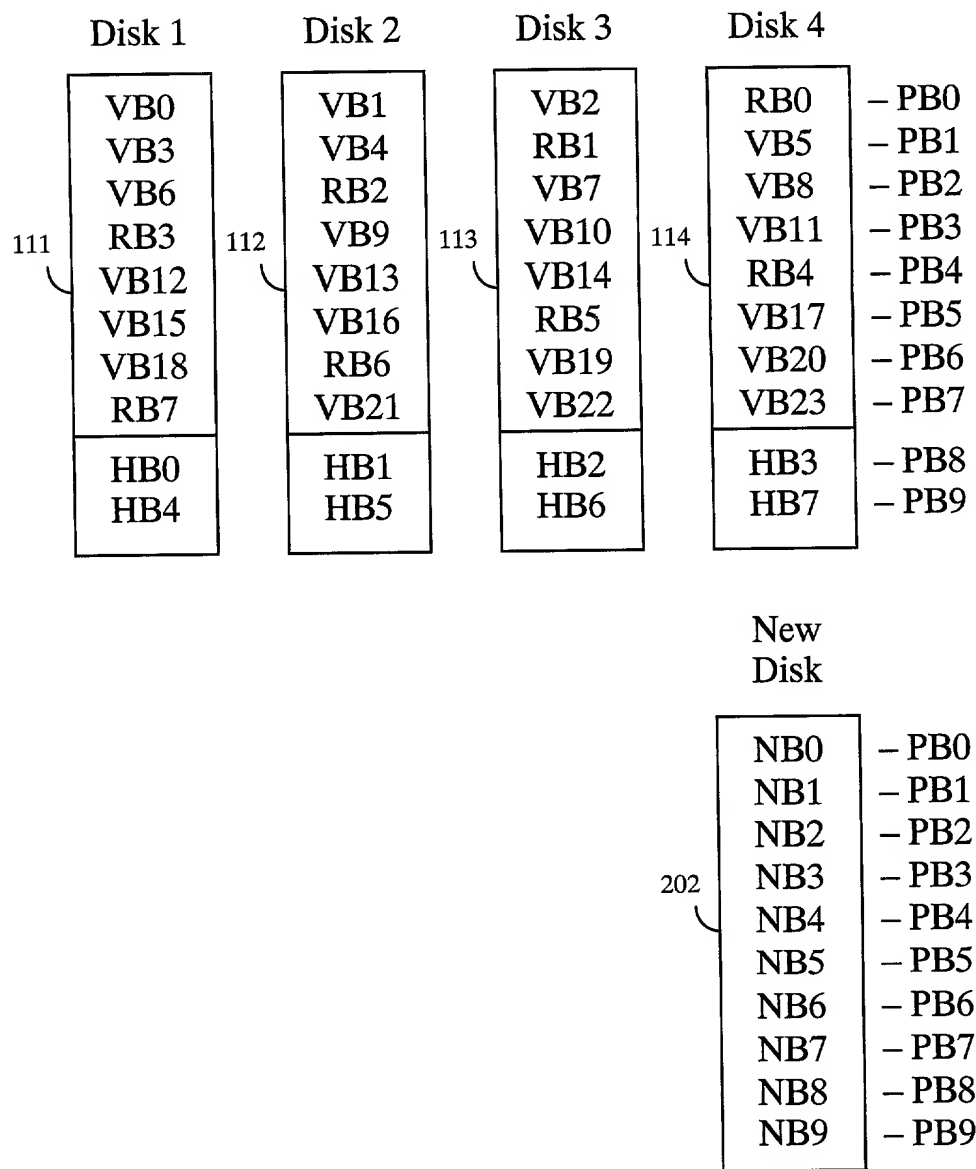 Disk 1 Disk 2 Disk 3 Disk 4
VB0 VB1 VB2 RB0 – PB0
VB3 VB4 RB1 VB5 – PB1
VB6 RB2 VB7 VB8 – PB2
RB3 VB9 VB10 VB11 – PB3
111 112 113 114
VB12 VB13 VB14 RB4 – PB4
VB15 VB16 RB5 VB17 – PB5
VB18 RB6 VB19 VB20 – PB6
RB7 VB21 VB22 VB23 – PB7
HB0 HB1 HB2 HB3 – PB8
HB4 HB5 HB6 HB7 – PB9
New
Disk
NB0 – PB0
NB1 – PB1
NB2 – PB2
NB3 – PB3
202
NB4 – PB4
NB5 – PB5
NB6 – PB6
NB7 – PB7
NB8 – PB8
NB9 – PB9